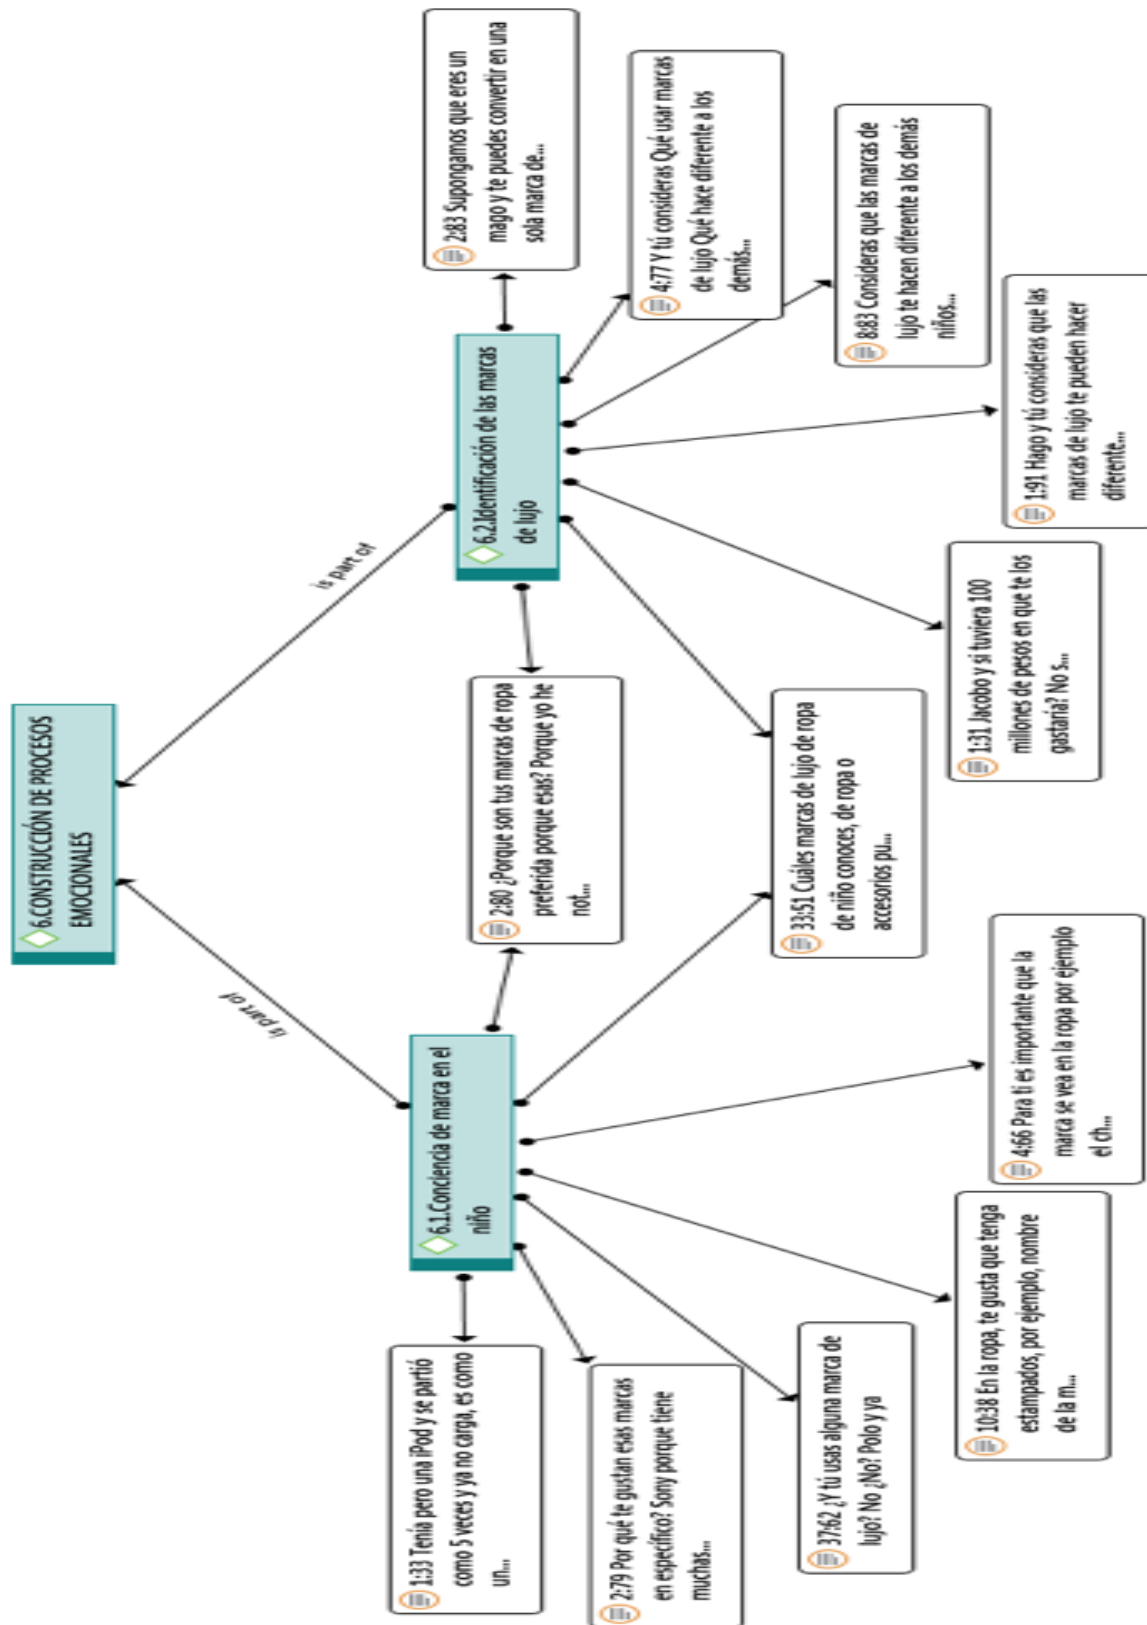 6.CONSTRUCCIÓN DE PROCESOS
EMOCIONALES
is part of
is part of
6.1.Conciencia de marca en el
niño
6.2.Identificación de las marcas
de lujo
1:33 Tenía pero una iPod y se partió
como 5 veces y ya no carga, es como
un...
2:79 Por qué te gustan esas marcas
en específico? Sony porque tiene
muchas...
37:62 ¿Y tú usas alguna marca de
lujo? No ¿No? Polo y ya
10:38 En la ropa, te gusta que tenga
estampados, por ejemplo, nombre
de la m...
4:66 Para ti es importante que la
marca se vea en la ropa por ejemplo
el ch...
2:80 ¿Porque son tus marcas de ropa
preferida porque esas? Porque yo he
not...
33:51 Cuáles marcas de lujo de ropa
de niño conoces, de ropa o
accesorios pu...
1:31 Jacobo y si tuviera 100
millones de pesos en que te los
gastaría? No s...
1:91 Hago y tú consideras que las
marcas de lujo te pueden hacer
diferente...
8:83 Consideras que las marcas de
lujo te hacen diferente a los demás
niños...
4:77 Y tú consideras Qué usar marcas
de lujo Qué hace diferente a los
demás...
2:83 Supongamos que eres un
mago y te puedes convertir en una
sola marca de...